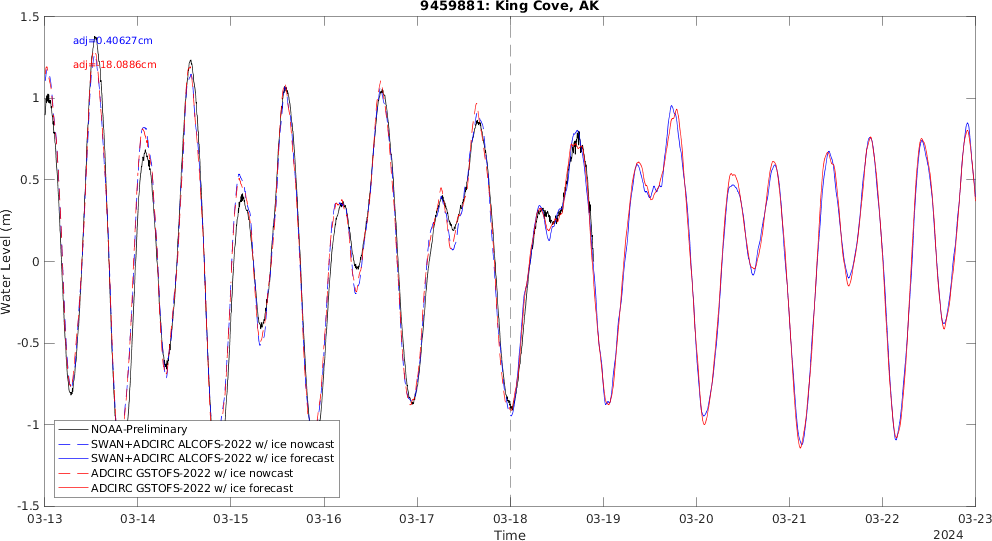 9459881: King Cove, AK
adj=0.40627cm
adj=-18.0886cm
Water Level (m)
1.5
1
0.5
0
-0.5
-1
-1.5
NOAA-Preliminary
SWAN+ADCIRC ALCOFS-2022 w/ ice nowcast
SWAN+ADCIRC ALCOFS-2022 w/ ice forecast
ADCIRC GSTOFS-2022 w/ ice nowcast
ADCIRC GSTOFS-2022 w/ ice forecast
03-13 03-14 03-15 03-16 03-17 03-18 03-19 03-20 03-21 03-22 03-23
Time
2024